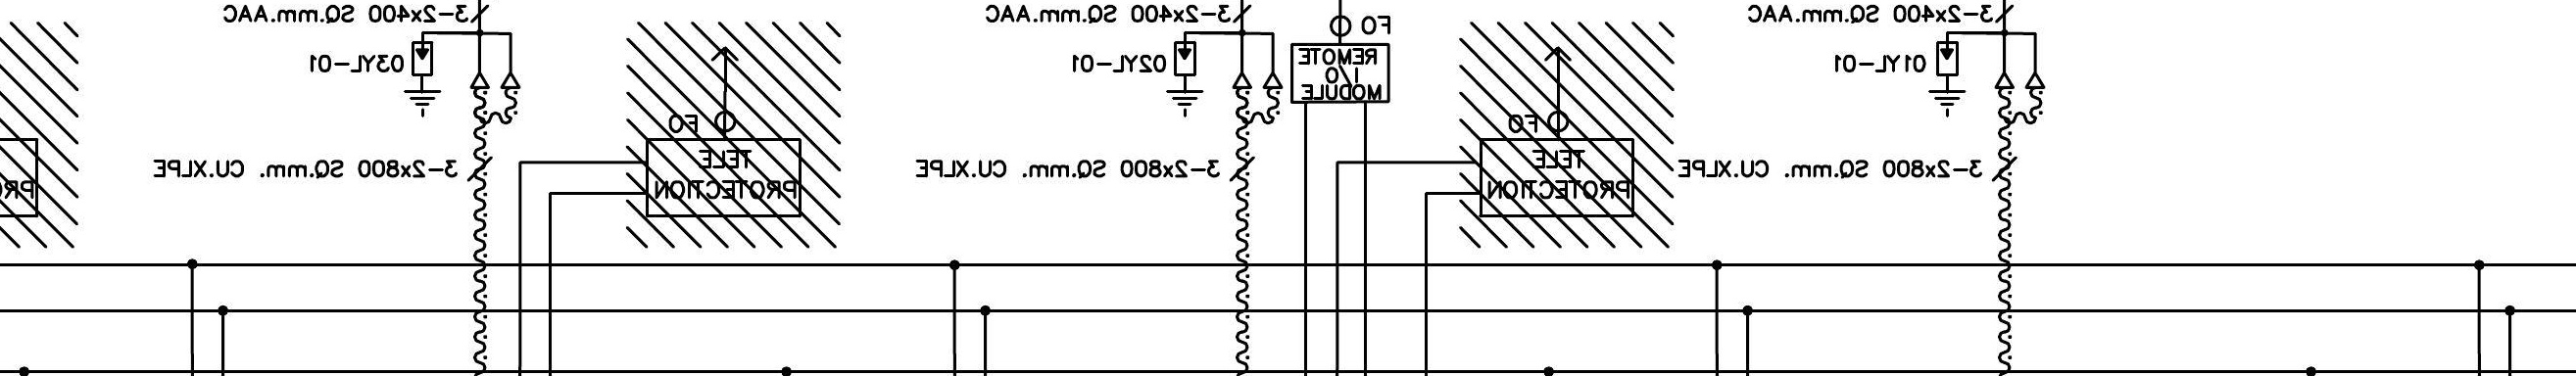 3-2x400 SQ.mm.AAC
3-2x400 SQ.mm.AAC
FO
3-2x400 SQ.mm.AAC
03YL-01
02YL-01
REMOTE
I/O
MODULE
01YL-01
FO
FO
3-2x800 SQ.mm. CU.XLPE
TELE
PROTECTION
3-2x800 SQ.mm. CU.XLPE
TELE
PROTECTION
3-2x800 SQ.mm. CU.XLPE